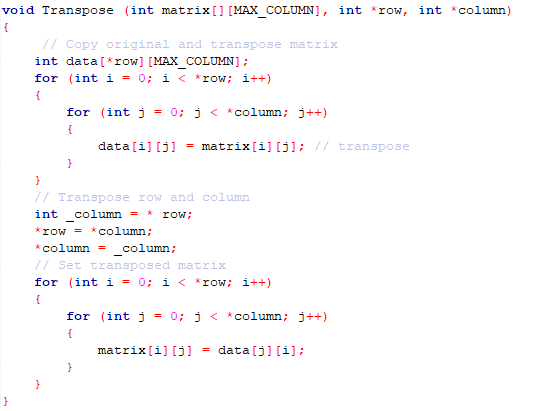 void Transpose (int matrix[][MAX_COLUMN], int *row, int *column)
{
// Copy original and transpose matrix
int data[*row][MAX_COLUMN];
for (int i = 0; i < *row; i++)
{
for (int j = 0; j < *column; j++)
{
data[i][j] = matrix[i][j]; // transpose
}
}
// Transpose row and column
int _column = * row;
*row = *column;
*column = _column;
// Set transposed matrix
for (int i = 0; i < *row; i++)
{
for (int j = 0; j < *column; j++)
{
matrix[i][j] = data[j][i];
}
}
}